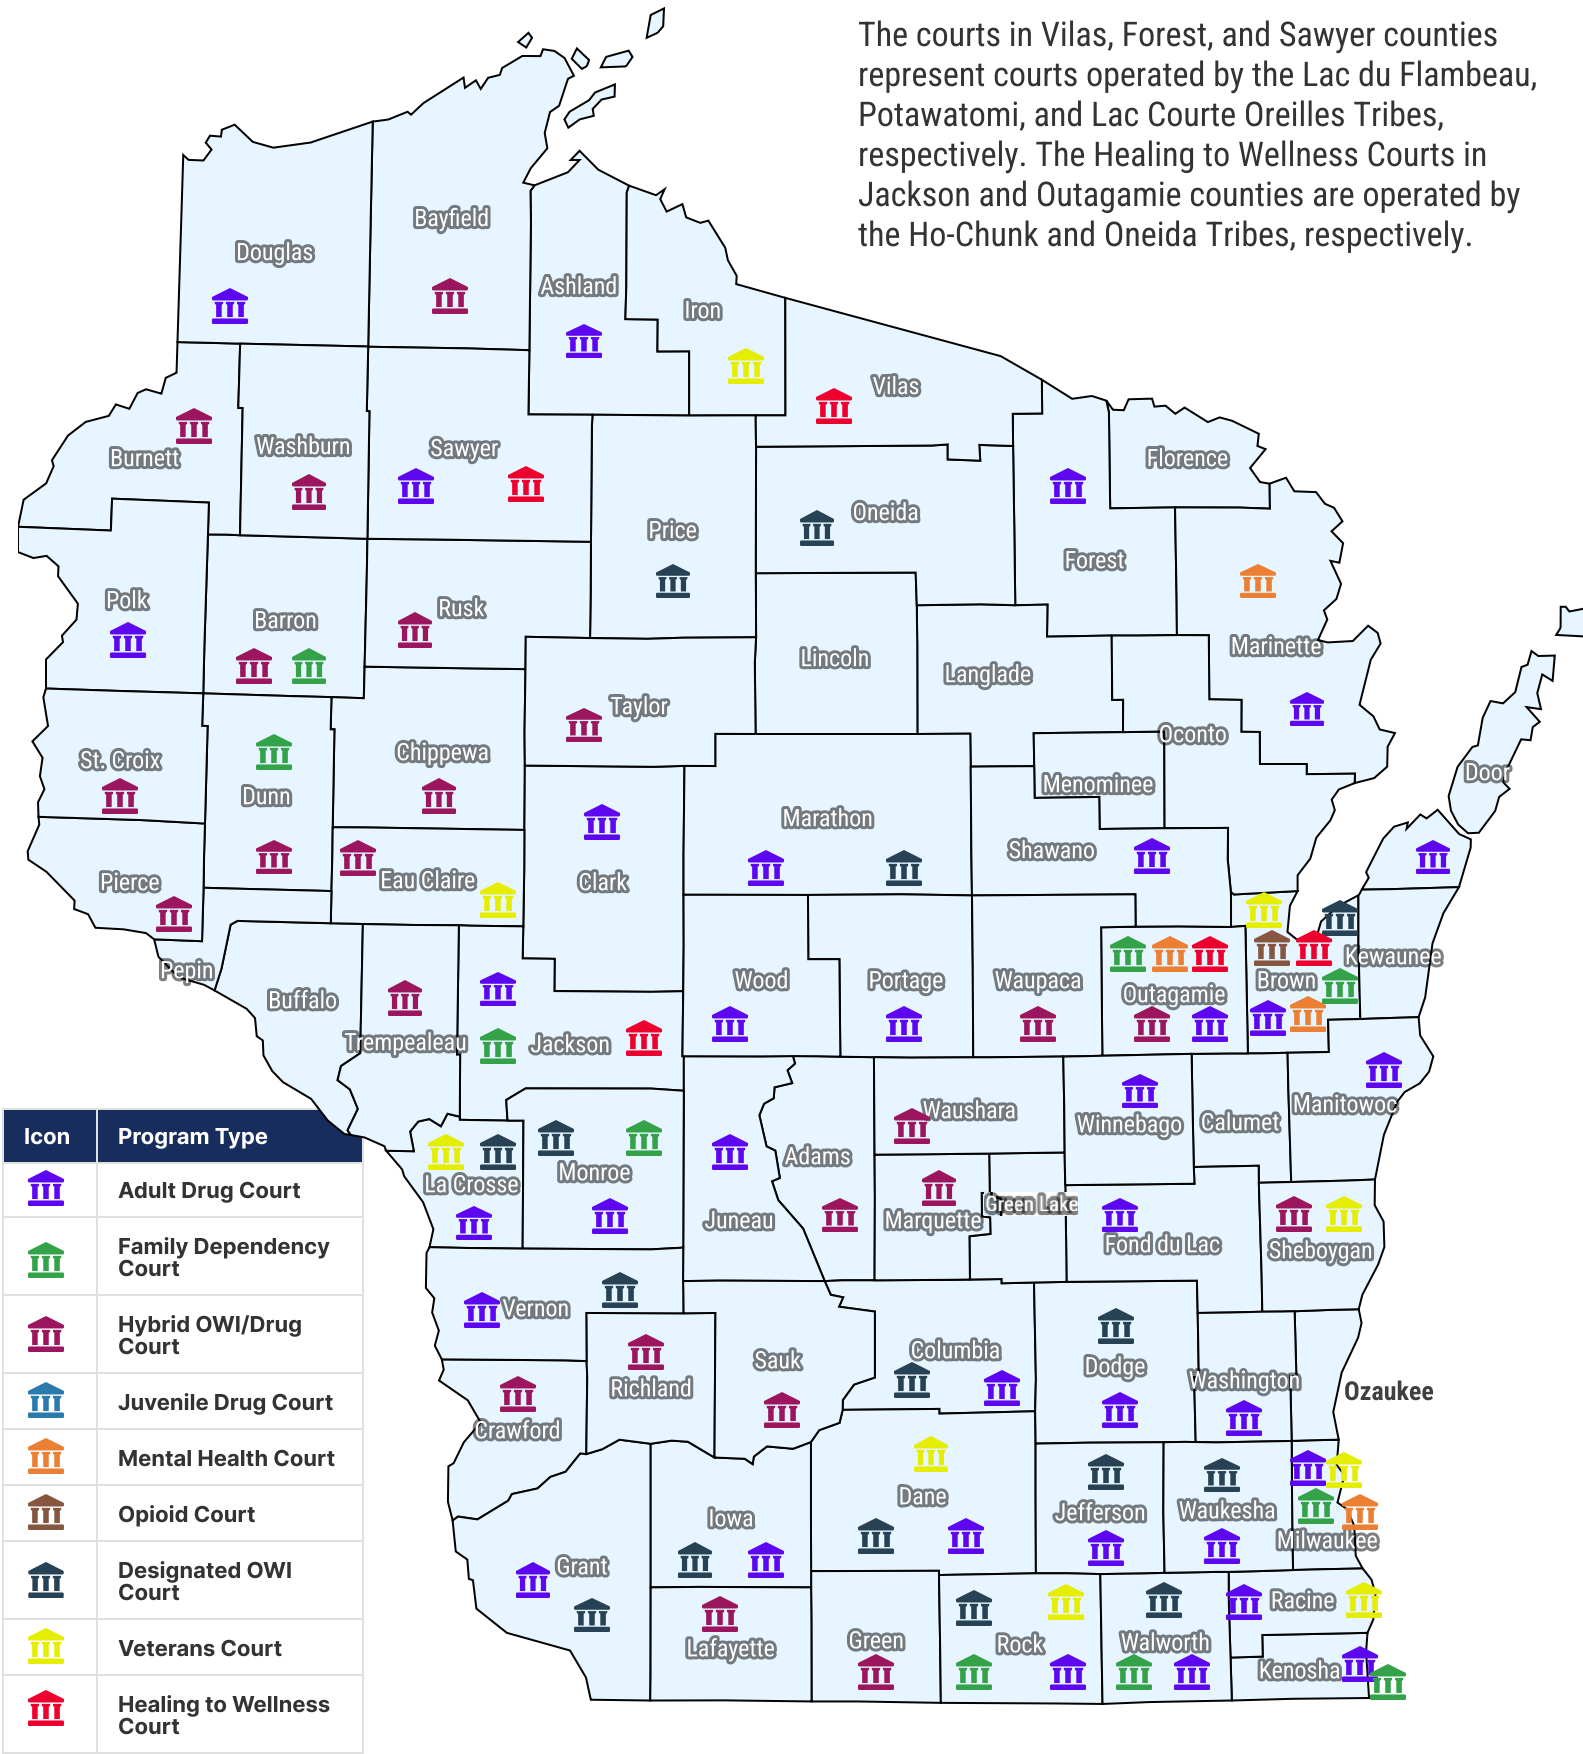 The courts in Vilas, Forest, and Sawyer counties
represent courts operated by the Lac du Flambeau,
Potawatomi, and Lac Courte Oreilles Tribes,
respectively. The Healing to Wellness Courts in
Jackson and Outagamie counties are operated by
the Ho-Chunk and Oneida Tribes, respectively.
Bayfield
Douglas
Ashland
Iron
Vilas
Burnett
Washburn
Sawyer
Florence
Oneida
Price
Forest
Polk
Barron
Rusk
Marinette
Lincoln
Langlade
Taylor
Oconto
St. Croix
Chippewa
Door
Menominee
Dunn
Marathon
Shawano
Pierce
Eau Claire
Clark
Pepin
Kewaunee
Wood
Portage
Waupaca
Brown
Outagamie
Buffalo
Trempealeau
Jackson
Manitowoc
Waushara
Winnebago
Calumet
Adams
Monroe
La Crosse
Green Lake
Juneau
Marquette
Fond du Lac
Sheboygan
Vernon
Columbia
Sauk
Dodge
Washington
Richland
Ozaukee
Crawford
Dane
Iowa
Jefferson
Waukesha
Milwaukee
Grant
Racine
Lafayette
Green
Rock
Walworth
Kenosha
Icon Program Type
Adult Drug Court
Family Dependency
Court
Hybrid OWI/Drug
Court
Juvenile Drug Court
Mental Health Court
Opioid Court
Designated OWI
Court
Veterans Court
Healing to Wellness
Court